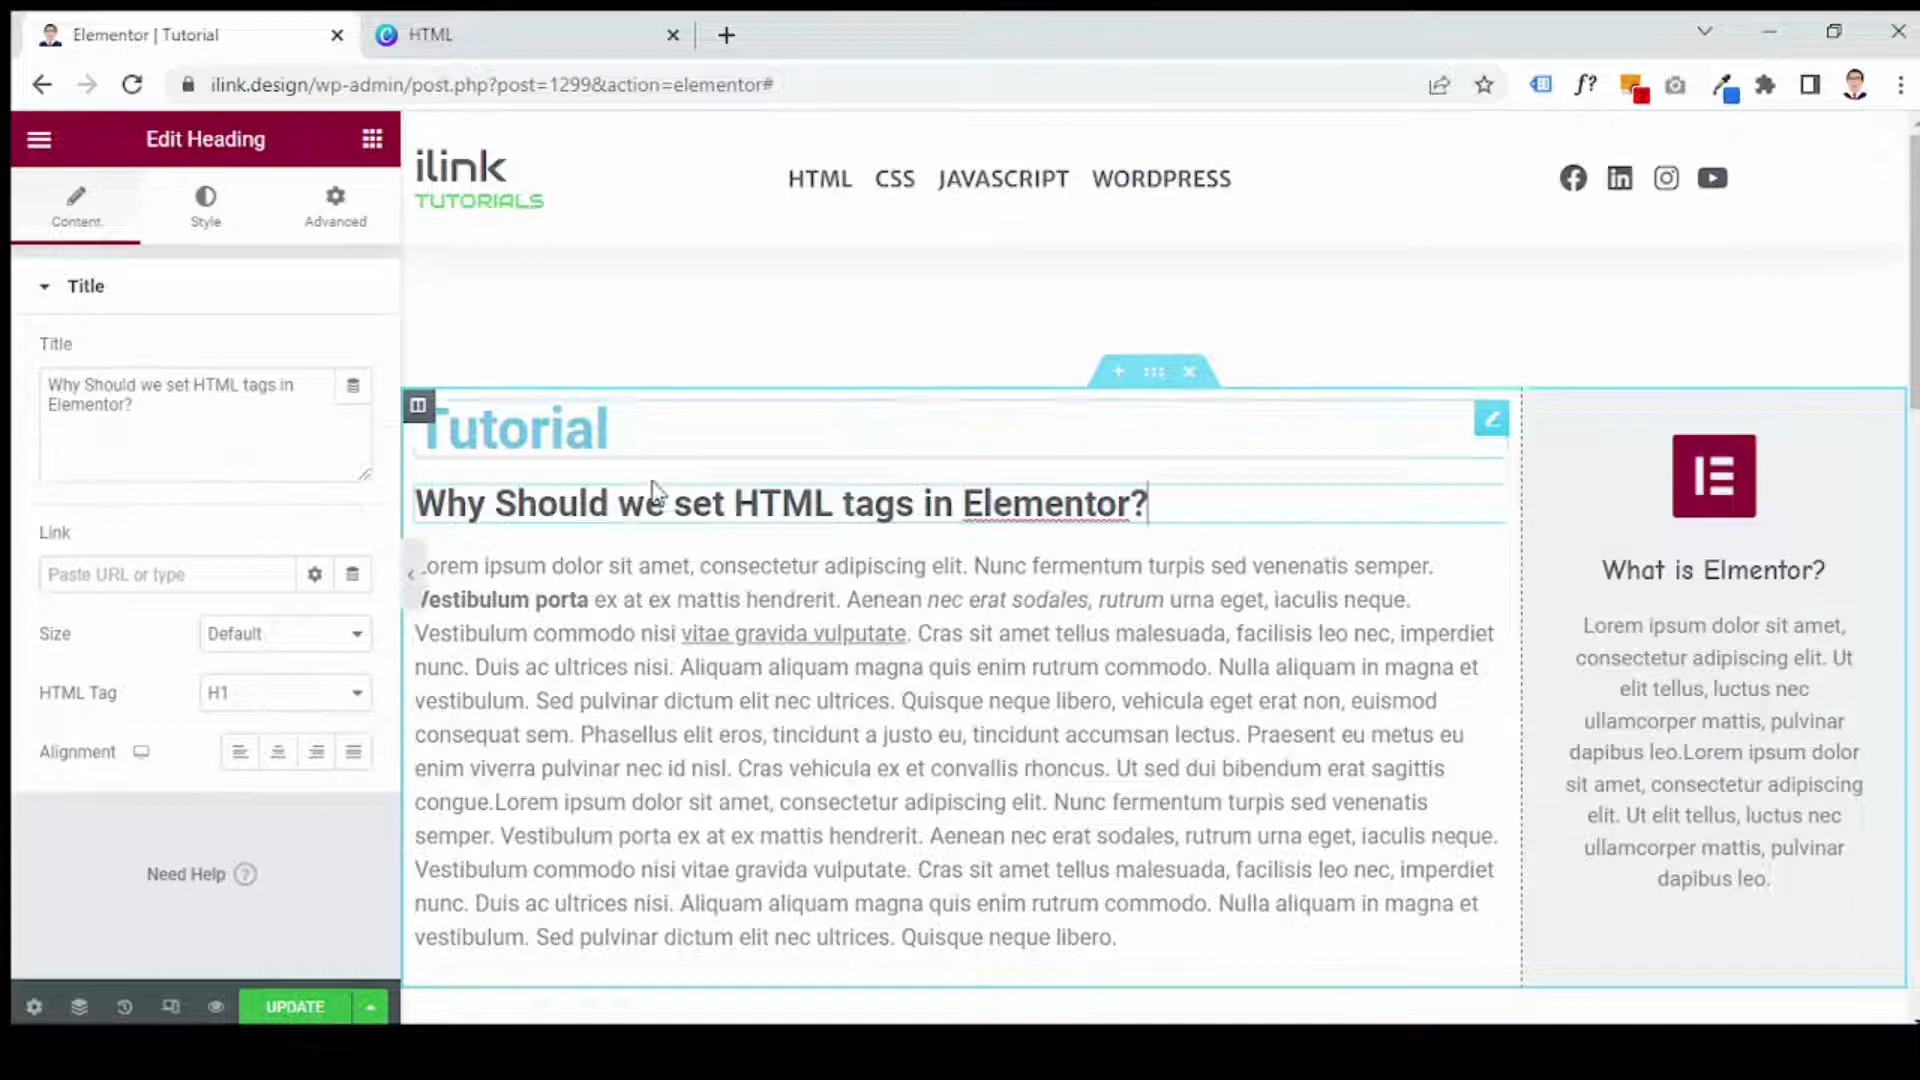 Elementor | Tutorial
HTML
ilink.design/wp-admin/post.php?post=1299&action=elementor#
f?
Edit Heading
Content
Style
Advanced
Title
Title
Why Should we set HTML tags in
Elementor?
Link
Paste URL or type
Size
Default
HTML Tag
H1
Alignment
Need Help
UPDATE
ilink
TUTORIALS
HTML CSS JAVASCRIPT WORDPRESS
Tutorial
Why Should we set HTML tags in Elementor?
Lorem ipsum dolor sit amet, consectetur adipiscing elit. Nunc fermentum turpis sed venenatis semper.
Vestibulum porta ex at ex mattis hendrerit. Aenean nec erat sodales, rutrum urna eget, iaculis neque.
Vestibulum commodo nisi vitae gravida vulputate. Cras sit amet tellus malesuada, facilisis leo nec, imperdiet
nunc. Duis ac ultrices nisi. Aliquam aliquam magna quis enim rutrum commodo. Nulla aliquam in magna et
vestibulum. Sed pulvinar dictum elit nec ultrices. Quisque neque libero, vehicula eget erat non, euismod
consequat sem. Phasellus elit eros, tincidunt a justo eu, tincidunt accumsan lectus. Praesent eu metus eu
enim viverra pulvinar nec id nisl. Cras vehicula ex et convallis rhoncus. Ut sed dui bibendum erat sagittis
congue.Lorem ipsum dolor sit amet, consectetur adipiscing elit. Nunc fermentum turpis sed venenatis
semper. Vestibulum porta ex at ex mattis hendrerit. Aenean nec erat sodales, rutrum urna eget, iaculis neque.
Vestibulum commodo nisi vitae gravida vulputate. Cras sit amet tellus malesuada, facilisis leo nec, imperdiet
nunc. Duis ac ultrices nisi. Aliquam aliquam magna quis enim rutrum commodo. Nulla aliquam in magna et
vestibulum. Sed pulvinar dictum elit nec ultrices. Quisque neque libero.
What is Elmentor?
Lorem ipsum dolor sit amet,
consectetur adipiscing elit. Ut
elit tellus, luctus nec
ullamcorper mattis, pulvinar
dapibus leo.Lorem ipsum dolor
sit amet, consectetur adipiscing
elit. Ut elit tellus, luctus nec
ullamcorper mattis, pulvinar
dapibus leo.